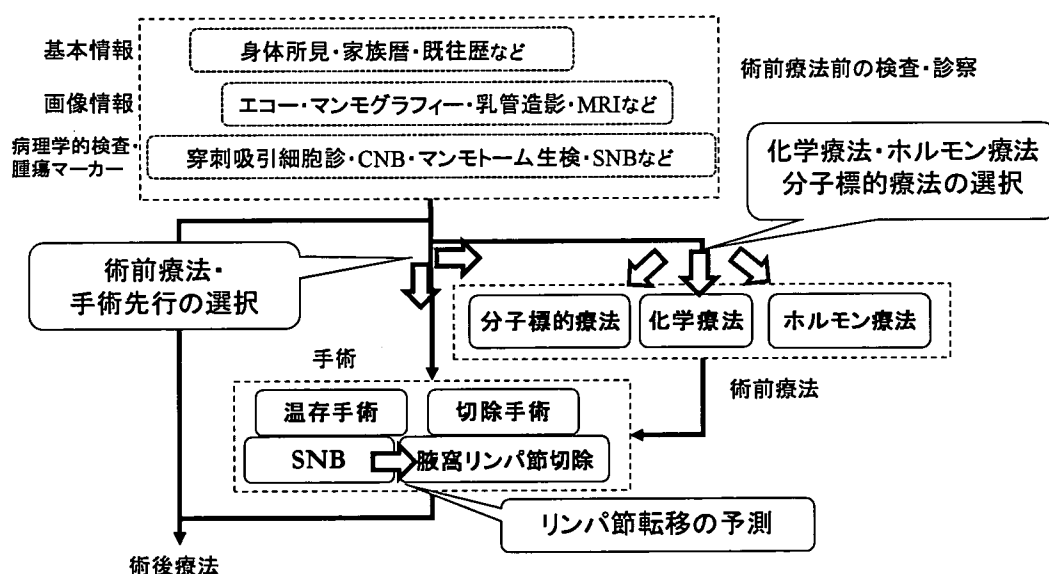 基本情報
身体所見・家族暦・既往歴など
術前療法前の検査・診察
画像情報
エコー・マンモグラフィー・乳管造影・MRIなど
病理学的検査・
腫瘍マーカー
穿刺吸引細胞診・CNB・マンモトーム生検・SNBなど
化学療法・ホルモン療法
分子標的療法の選択
術前療法・
手術先行の選択
分子標的療法
化学療法
ホルモン療法
手術
術前療法
温存手術
切除手術
SNB
腋窩リンパ節切除
リンパ節転移の予測
術後療法